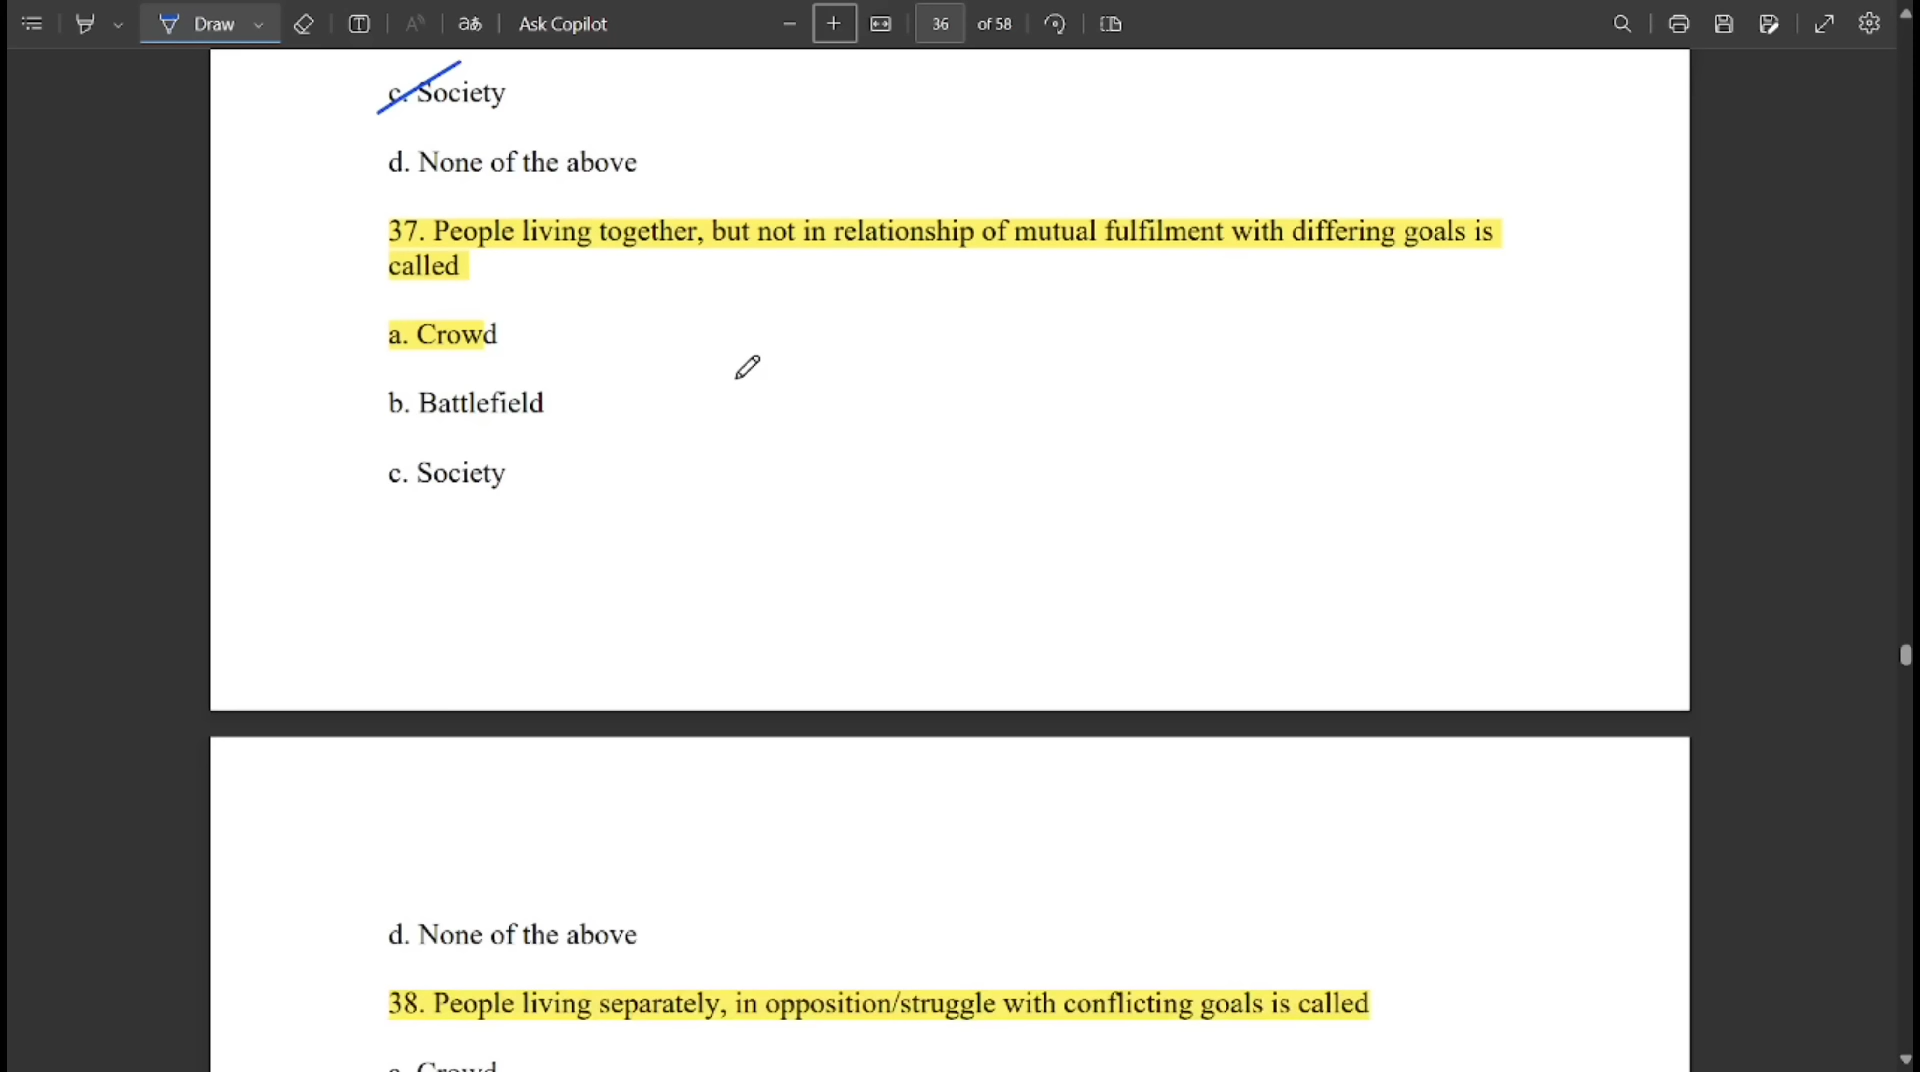 Draw
Ask Copilot
36
of 58
c. Society
d. None of the above
37. People living together, but not in relationship of mutual fulfilment with differing goals is
called
a. Crowd
b. Battlefield
c. Society
d. None of the above
38. People living separately, in opposition/struggle with conflicting goals is called
a. Crowd